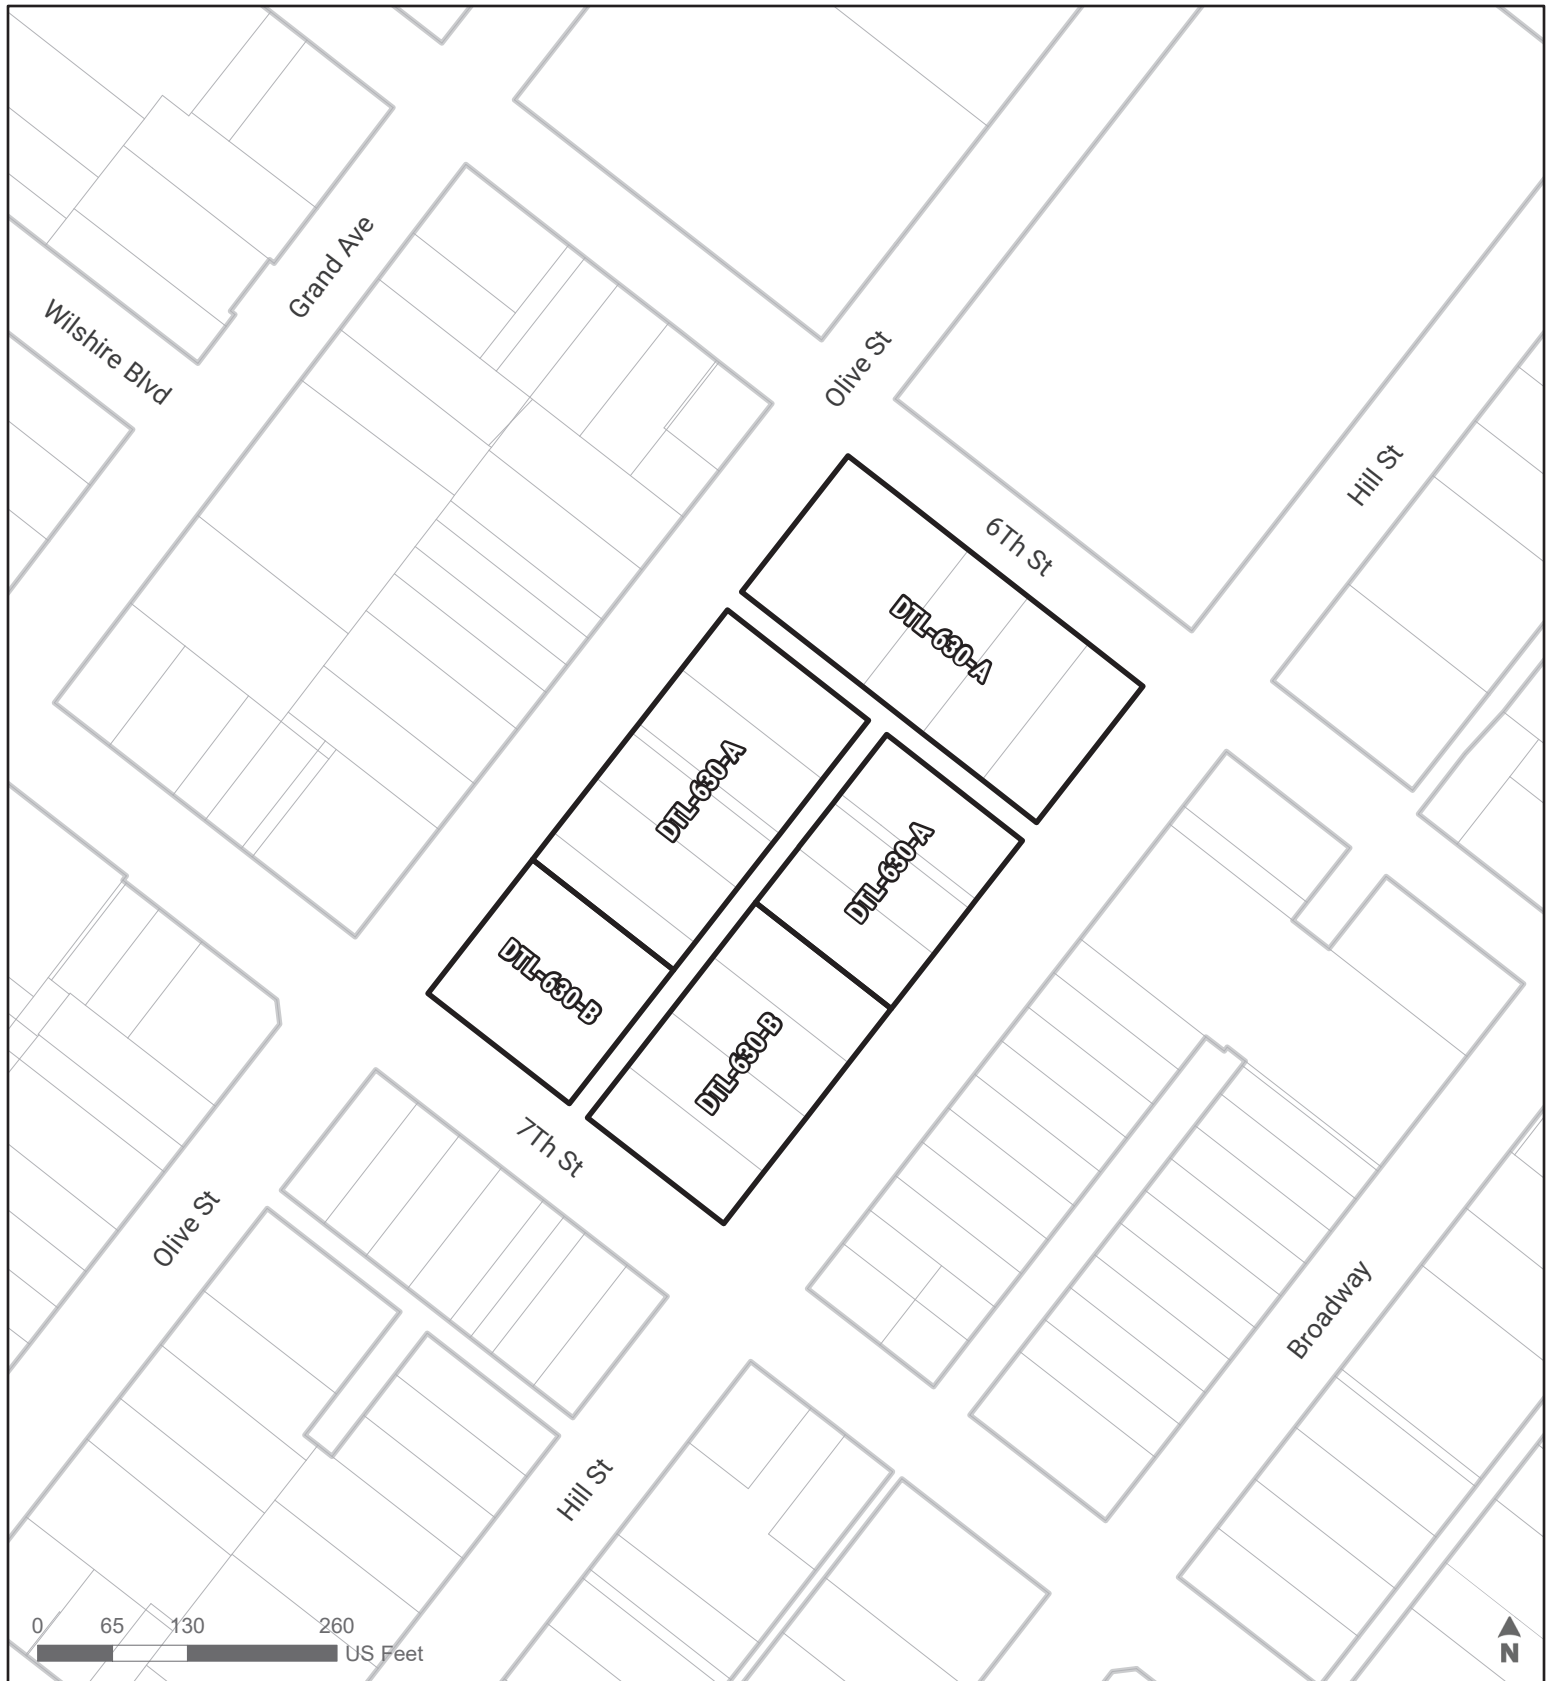 Grand Ave
Wilshire Blvd
Olive St
Hill St
6Th St
DTL-630-A
DTL-630-A
DTL-630-A
DTL-630-B
DTL-630-B
7Th St
Olive St
Broadway
Hill St
0 65 130 260
US Feet
N